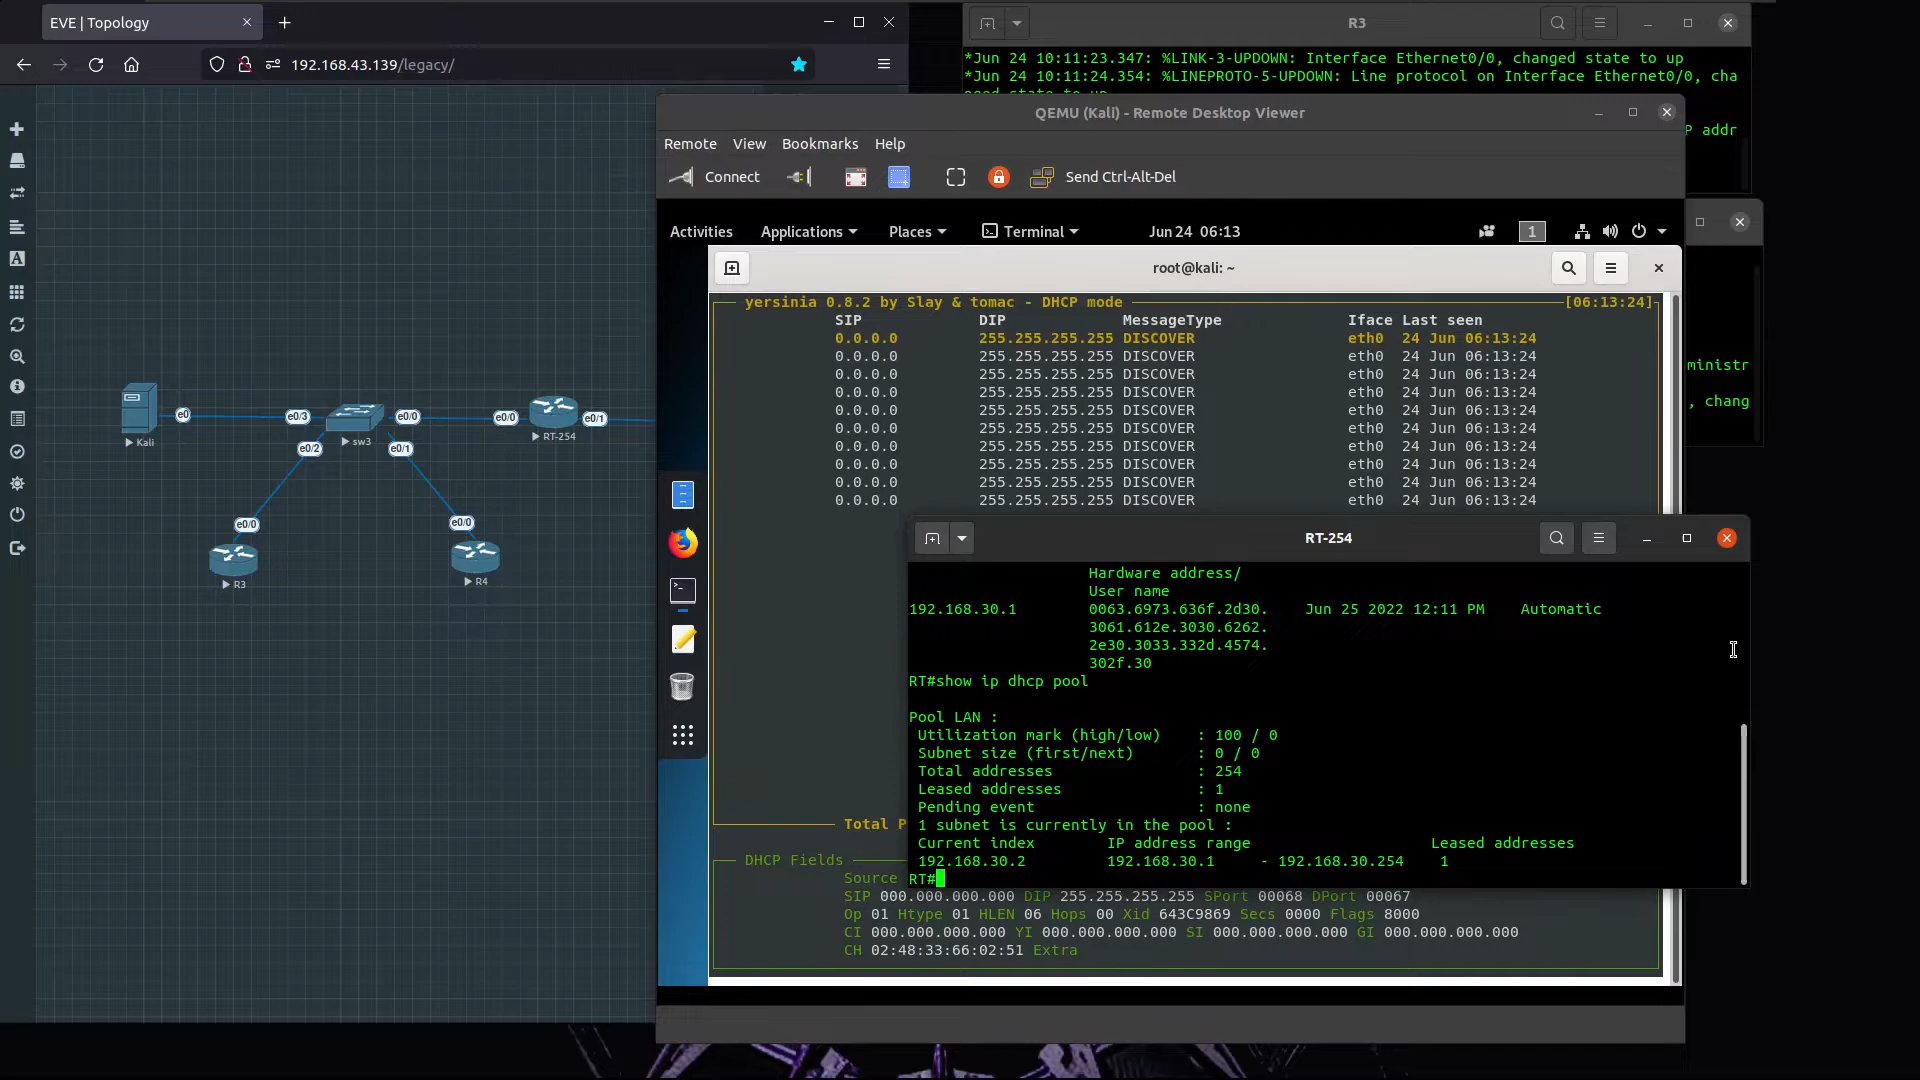 EVE | Topology
192.168.43.139/legacy/
Kali
e0
e0/3
sw3
e0/0
e0/0
RT-254
e0/1
e0/2
e0/1
e0/0
R3
e0/0
R4
R3
*Jun 24 10:11:23.347: %LINK-3-UPDOWN: Interface Ethernet0/0, changed state to up
*Jun 24 10:11:24.354: %LINEPROTO-5-UPDOWN: Line protocol on Interface Ethernet0/0, cha
P addr
ministr
, chang
QEMU (Kali) - Remote Desktop Viewer
Remote View Bookmarks Help
Connect Send Ctrl-Alt-Del
Activities Applications Places Terminal Jun 24 06:13 1
root@kali: ~
yersinia 0.8.2 by Slay & tomac - DHCP mode [06:13:24]
SIP DIP MessageType Iface Last seen
0.0.0.0 255.255.255.255 DISCOVER eth0 24 Jun 06:13:24
0.0.0.0 255.255.255.255 DISCOVER eth0 24 Jun 06:13:24
0.0.0.0 255.255.255.255 DISCOVER eth0 24 Jun 06:13:24
0.0.0.0 255.255.255.255 DISCOVER eth0 24 Jun 06:13:24
0.0.0.0 255.255.255.255 DISCOVER eth0 24 Jun 06:13:24
0.0.0.0 255.255.255.255 DISCOVER eth0 24 Jun 06:13:24
0.0.0.0 255.255.255.255 DISCOVER eth0 24 Jun 06:13:24
0.0.0.0 255.255.255.255 DISCOVER eth0 24 Jun 06:13:24
0.0.0.0 255.255.255.255 DISCOVER eth0 24 Jun 06:13:24
0.0.0.0 255.255.255.255 DISCOVER eth0 24 Jun 06:13:24
Total P
DHCP Fields
Source
SIP 000.000.000.000 DIP 255.255.255.255 SPort 00068 DPort 00067
Op 01 Htype 01 HLEN 06 Hops 00 Xid 643C9869 Secs 0000 Flags 8000
CI 000.000.000.000 YI 000.000.000.000 SI 000.000.000.000 GI 000.000.000.000
CH 02:48:33:66:02:51 Extra
RT-254
Hardware address/
User name
192.168.30.1 0063.6973.636f.2d30. Jun 25 2022 12:11 PM Automatic
3061.612e.3030.6262.
2e30.3033.332d.4574.
302f.30
RT#show ip dhcp pool
Pool LAN :
Utilization mark (high/low) : 100 / 0
Subnet size (first/next) : 0 / 0
Total addresses : 254
Leased addresses : 1
Pending event : none
1 subnet is currently in the pool :
Current index IP address range Leased addresses
192.168.30.2 192.168.30.1 - 192.168.30.254 1
RT#